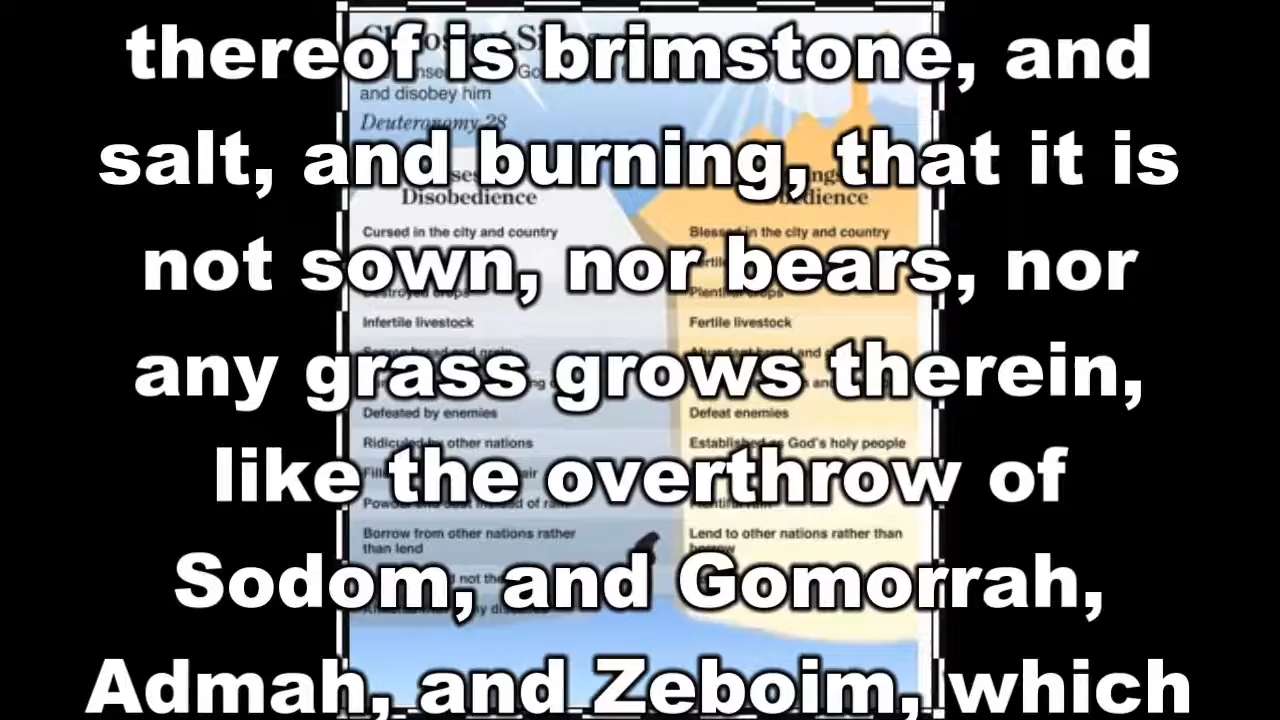 thereof is brimstone, and
salt, and burning, that it is
not sown, nor bears, nor
any grass grows therein,
like the overthrow of
Sodom, and Gomorrah,
Admah, and Zeboim, which
and disobey him
Deuteronomy 28
Disobedience
Cursed in the city and country
Destroyed crops
Infertile livestock
Defeated by enemies
Ridiculed by other nations
Borrow from other nations rather
than lend
Blessed in the city and country
Plentiful crops
Fertile livestock
Defeat enemies
Established as God's holy people
Lend to other nations rather than
borrow